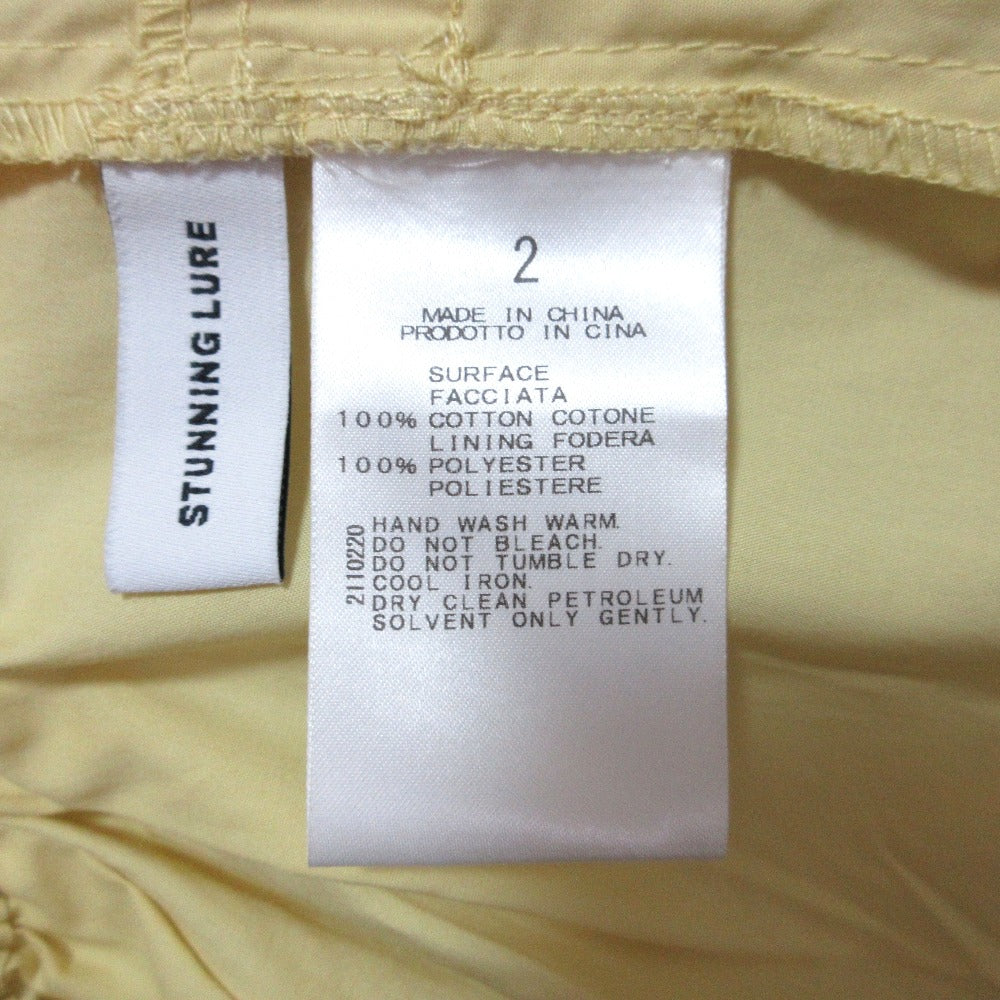 STUNNING LURE
2
MADE IN CHINA
PRODOTTO IN CINA
SURFACE
FACCIATA
100% COTTON COTONE
LINING FODERA
100% POLYESTER
POLIESTERE
2110220
HAND WASH WARM.
DO NOT BLEACH.
DO NOT TUMBLE DRY.
COOL IRON.
DRY CLEAN PETROLEUM
SOLVENT ONLY GENTLY.